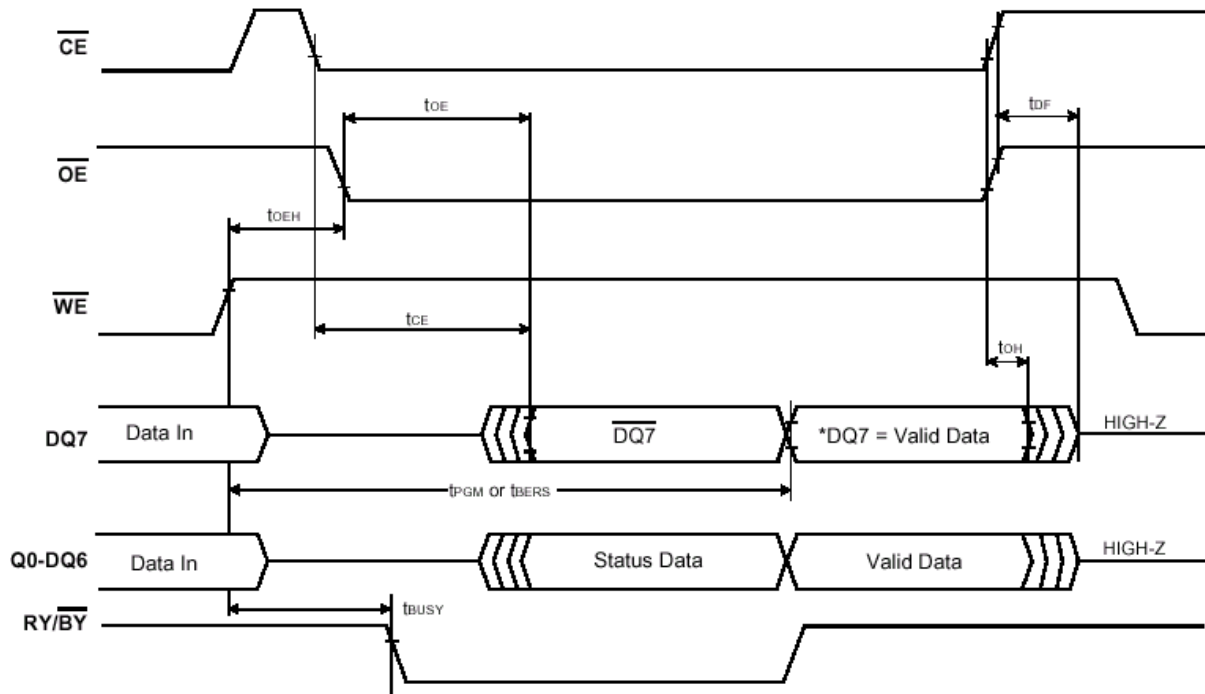 CE
tOE
tDF
OE
tOEH
WE
tCE
tOH
DQ7
Data In
DQ7
*DQ7 = Valid Data
HIGH-Z
tPGM or tBERS
Q0-DQ6
Data In
Status Data
Valid Data
HIGH-Z
RY/BY
tBUSY